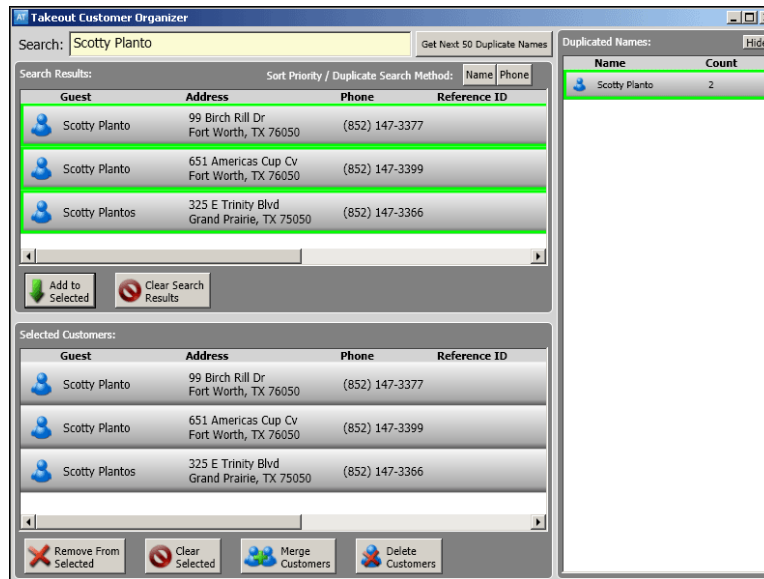 AT Takeout Customer Organizer
Search: Scotty Planto
Get Next 50 Duplicate Names
Search Results:
Sort Priority / Duplicate Search Method: Name Phone
Guest Address Phone Reference ID
Scotty Planto
99 Birch Rill Dr
Fort Worth, TX 76050
(852) 147-3377
Scotty Planto
651 Americas Cup Cv
Fort Worth, TX 76050
(852) 147-3399
Scotty Plantos
325 E Trinity Blvd
Grand Prairie, TX 75050
(852) 147-3366
Add to
Selected
Clear Search
Results
Selected Customers:
Guest Address Phone Reference ID
Scotty Planto
99 Birch Rill Dr
Fort Worth, TX 76050
(852) 147-3377
Scotty Planto
651 Americas Cup Cv
Fort Worth, TX 76050
(852) 147-3399
Scotty Plantos
325 E Trinity Blvd
Grand Prairie, TX 75050
(852) 147-3366
Remove From
Selected
Clear
Selected
Merge
Customers
Delete
Customers
Duplicated Names:
Hide
Name Count
Scotty Planto 2